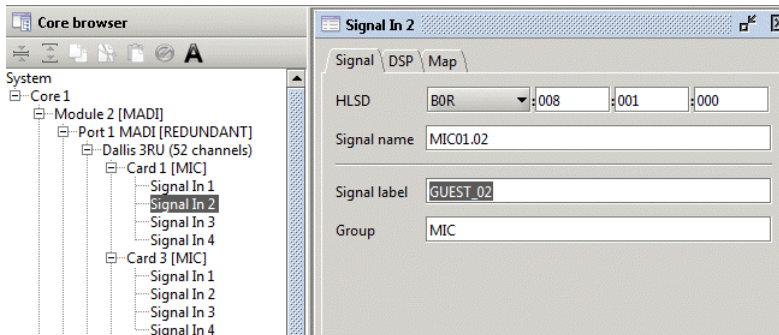 Core browser
A
System
Core 1
Module 2 [MADI]
Port 1 MADI [REDUNDANT]
Dallis 3RU (52 channels)
Card 1 [MIC]
Signal In 1
Signal In 2
Signal In 3
Signal In 4
Card 3 [MIC]
Signal In 1
Signal In 2
Signal In 3
Signal In 4
Signal In 2
Signal DSP Map
HLSD B0R :008 :001 :000
Signal name MIC01.02
Signal label GUEST_02
Group MIC